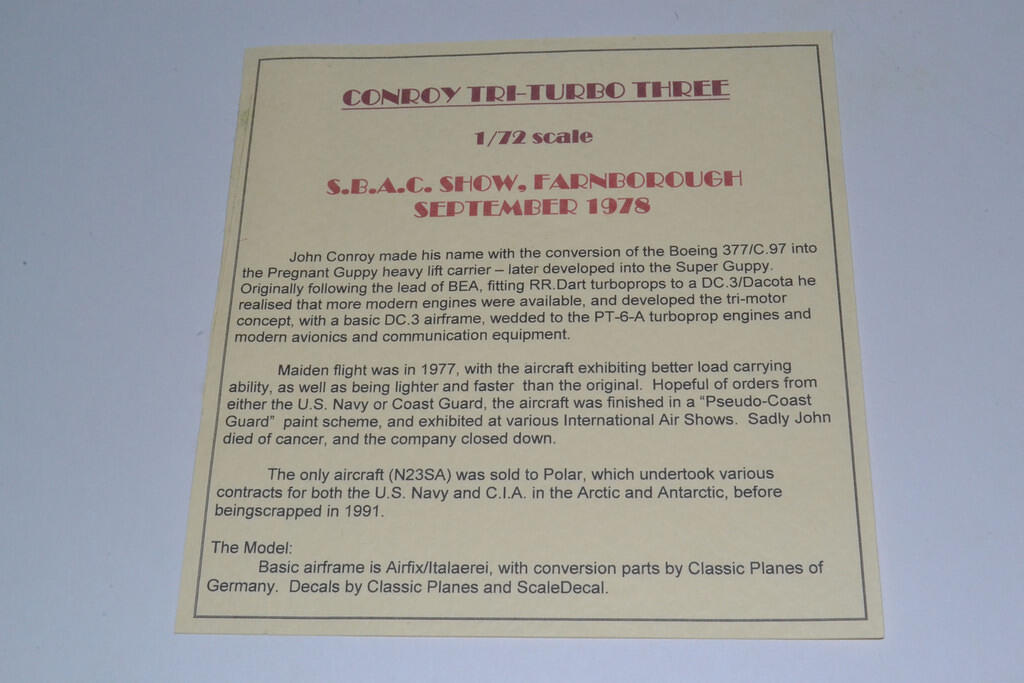 CONROY TRI-TURBO THREE
1/72 scale
S.B.A.C. SHOW, FARNBOROUGH
SEPTEMBER 1978
John Conroy made his name with the conversion of the Boeing 377/C.97 into
the Pregnant Guppy heavy lift carrier – later developed into the Super Guppy.
Originally following the lead of BEA, fitting RR.Dart turboprops to a DC.3/Dacota he
realised that more modern engines were available, and developed the tri-motor
concept, with a basic DC.3 airframe, wedded to the PT-6-A turboprop engines and
modern avionics and communication equipment.
Maiden flight was in 1977, with the aircraft exhibiting better load carrying
ability, as well as being lighter and faster than the original. Hopeful of orders from
either the U.S. Navy or Coast Guard, the aircraft was finished in a “Pseudo-Coast
Guard” paint scheme, and exhibited at various International Air Shows. Sadly John
died of cancer, and the company closed down.
The only aircraft (N23SA) was sold to Polar, which undertook various
contracts for both the U.S. Navy and C.I.A. in the Arctic and Antarctic, before
beingscrapped in 1991.
The Model:
Basic airframe is Airfix/Italaerei, with conversion parts by Classic Planes of
Germany. Decals by Classic Planes and ScaleDecal.